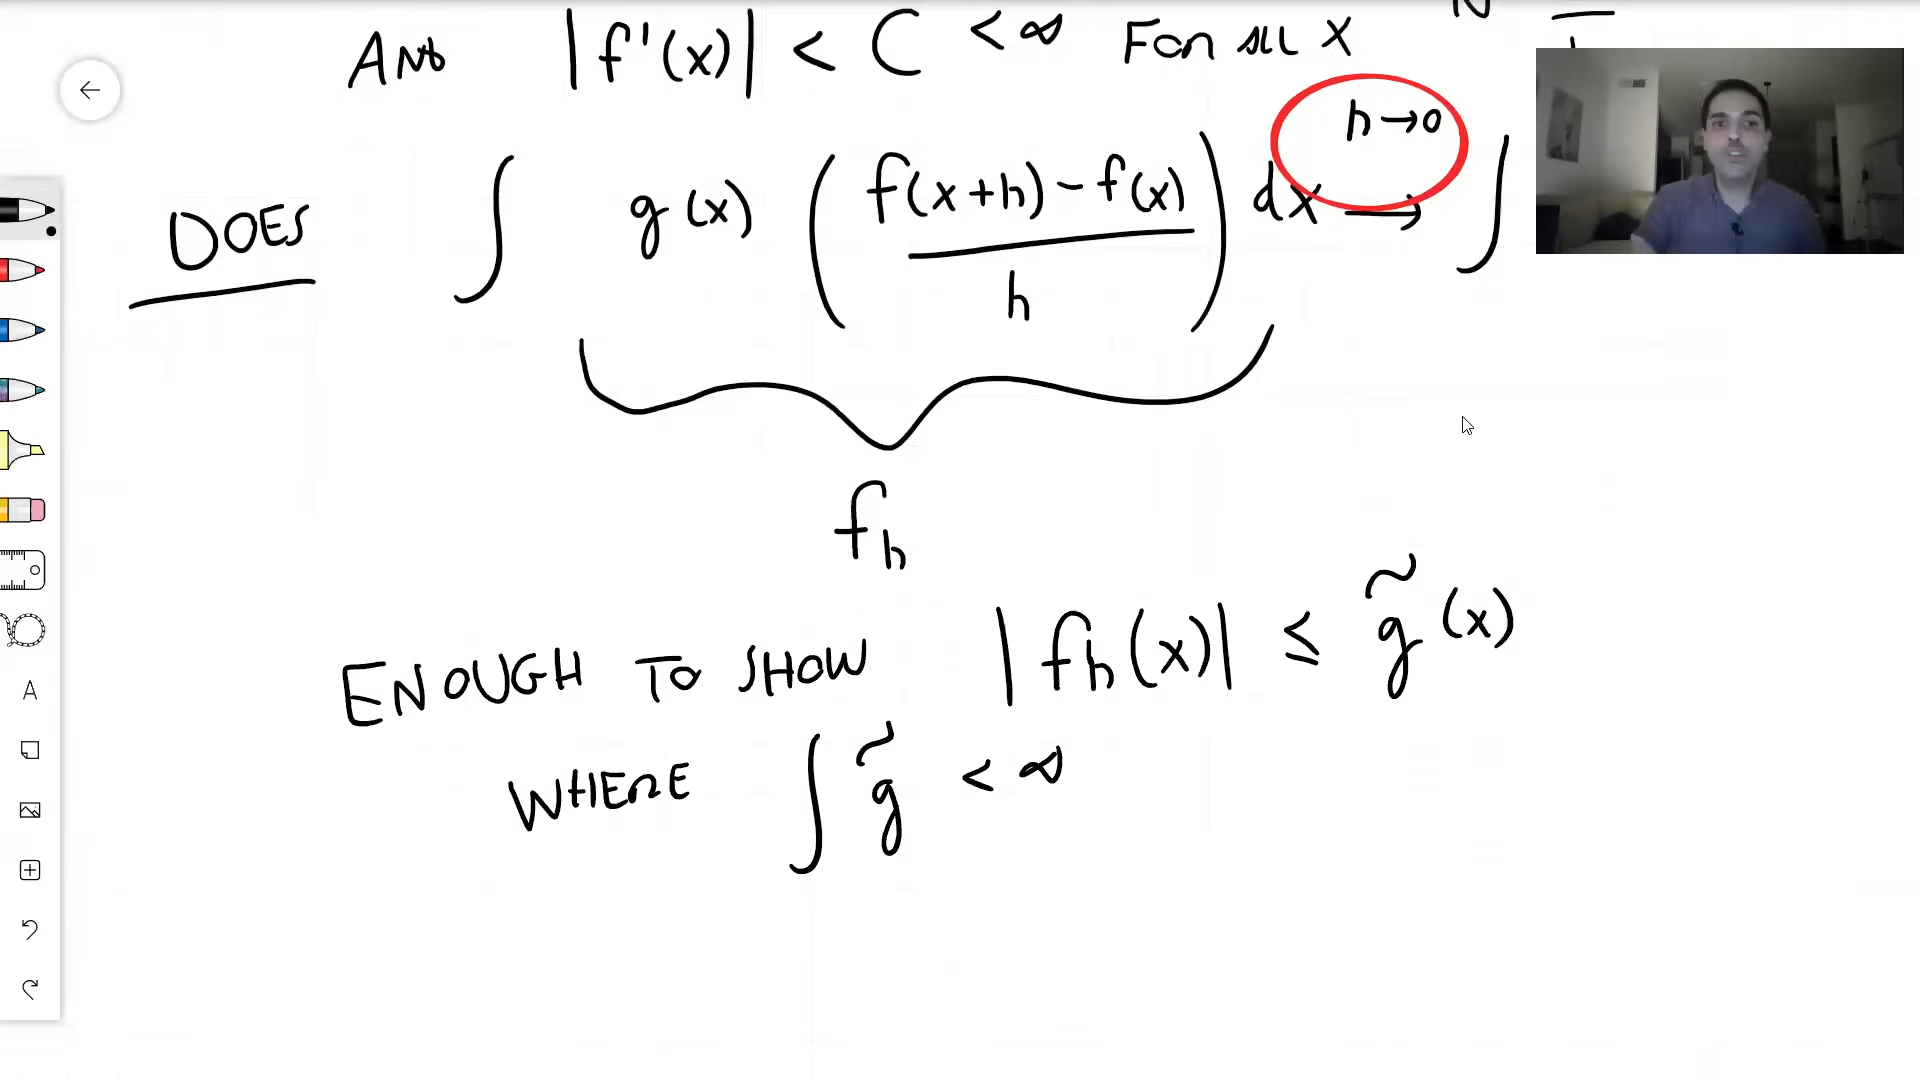 AND |f'(x)| < C < ∞ FOR ALL x
h→0
DOES ∫ g(x) ( f(x+h) - f(x) / h ) dx ⟶ ∫
f_h
ENOUGH TO SHOW |f_h(x)| ≤ g̃(x)
WHERE ∫ g̃ < ∞
A